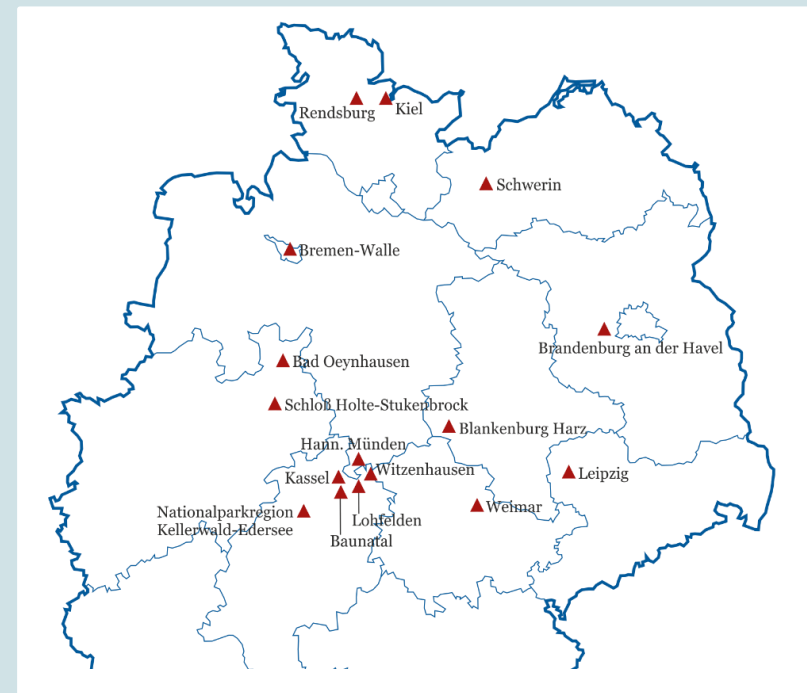 Rendsburg
Kiel
Schwerin
Bremen-Walle
Brandenburg an der Havel
Bad Oeynhausen
Schloß Holte-Stukenbrock
Blankenburg Harz
Hann. Münden
Witzenhausen
Kassel
Leipzig
Weimar
Nationalparkregion
Kellerwald-Edersee
Lohfelden
Baunatal